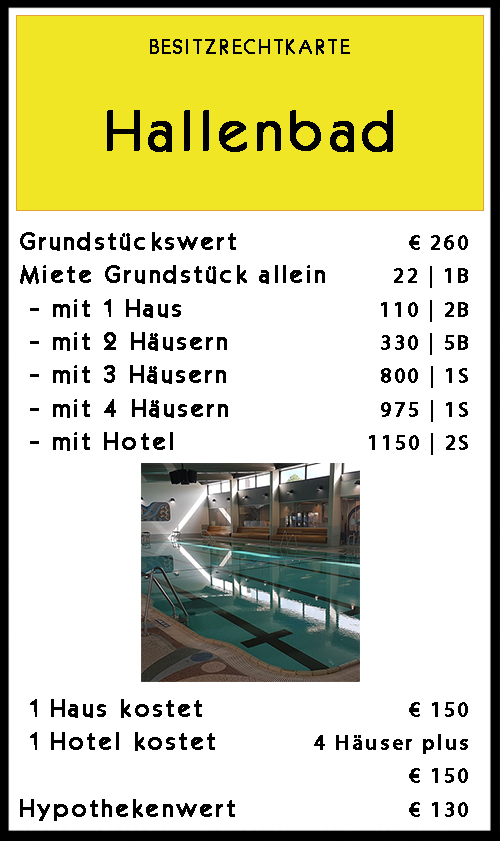 BESITZRECHTKARTE
Hallenbad
Grundstückswert € 260
Miete Grundstück allein 22 | 1B
- mit 1 Haus 110 | 2B
- mit 2 Häusern 330 | 5B
- mit 3 Häusern 800 | 1S
- mit 4 Häusern 975 | 1S
- mit Hotel 1150 | 2S
1 Haus kostet € 150
1 Hotel kostet 4 Häuser plus
€ 150
Hypothekenwert € 130